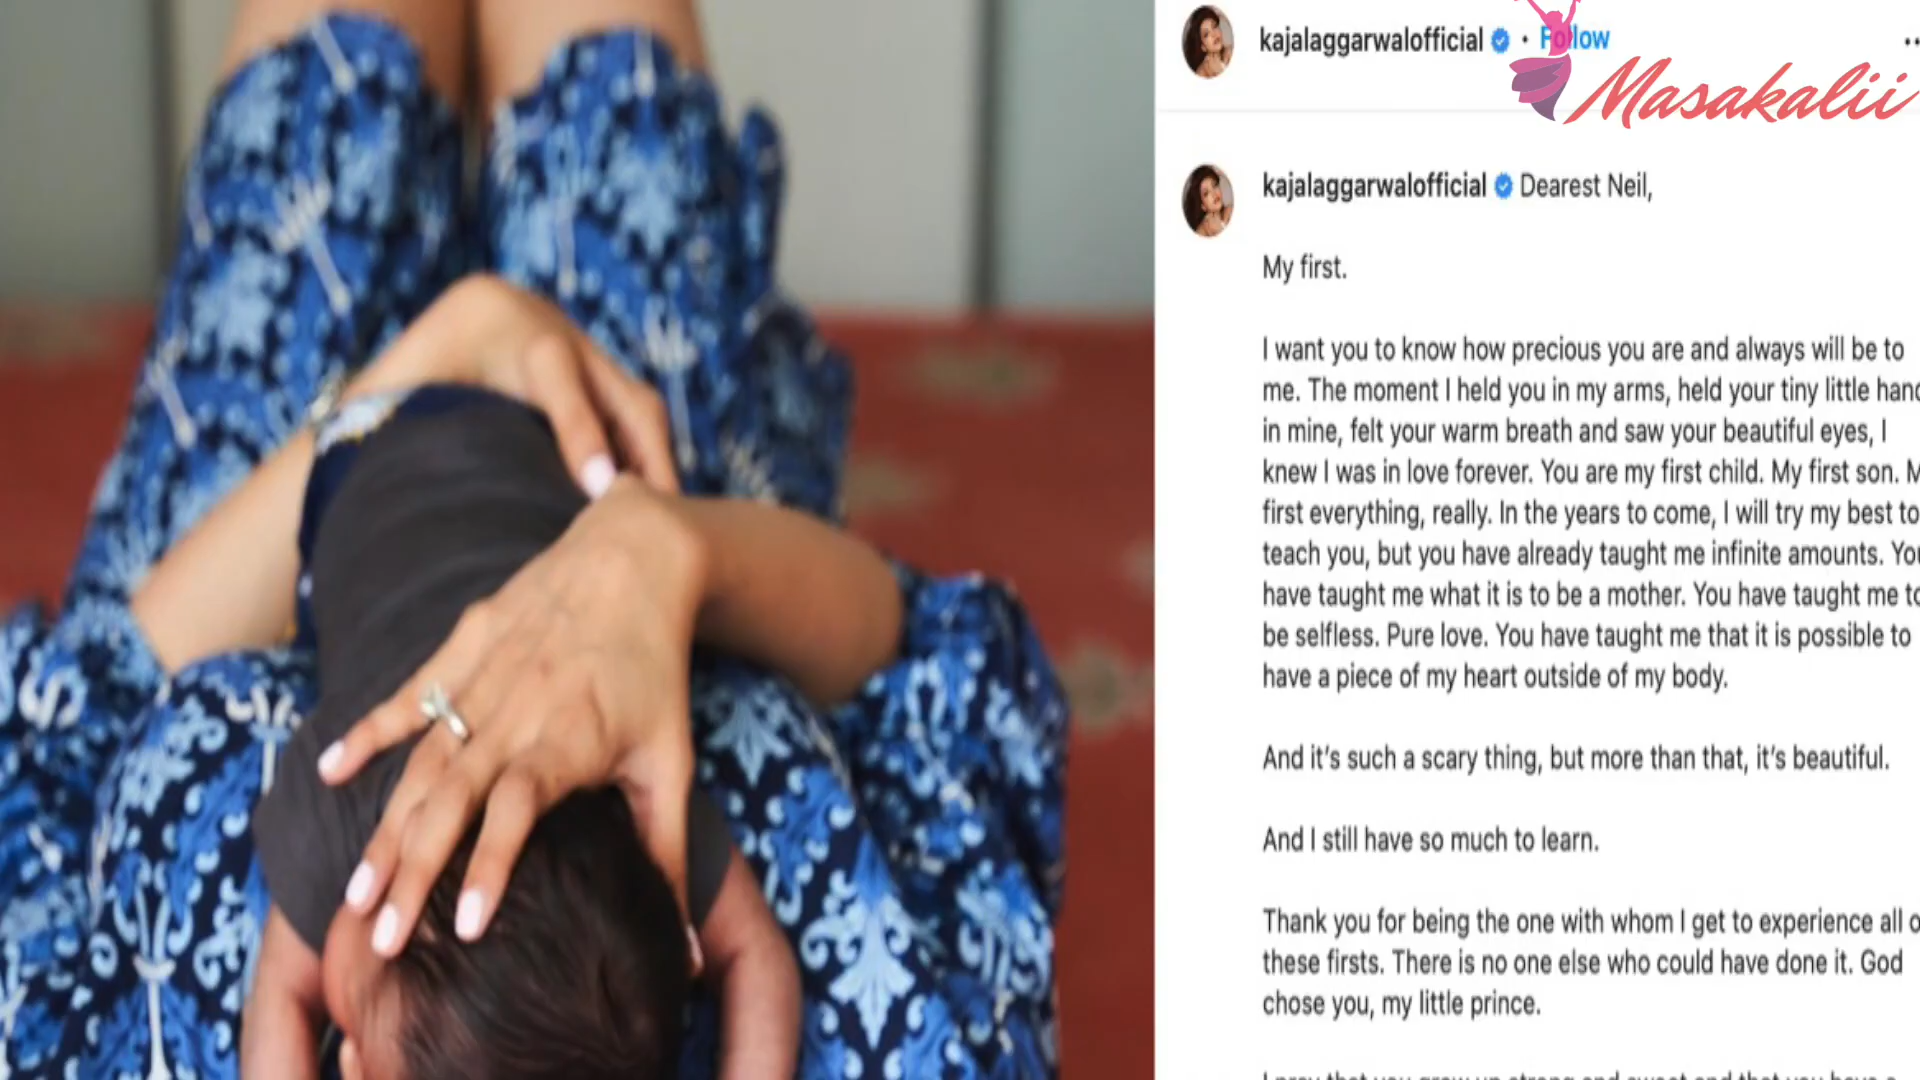 kajalaggarwalofficial • Follow
Masakalii
kajalaggarwalofficial Dearest Neil,
My first.
I want you to know how precious you are and always will be to
me. The moment I held you in my arms, held your tiny little hand
in mine, felt your warm breath and saw your beautiful eyes, I
knew I was in love forever. You are my first child. My first son. M
first everything, really. In the years to come, I will try my best to
teach you, but you have already taught me infinite amounts. You
have taught me what it is to be a mother. You have taught me to
be selfless. Pure love. You have taught me that it is possible to
have a piece of my heart outside of my body.
And it's such a scary thing, but more than that, it's beautiful.
And I still have so much to learn.
Thank you for being the one with whom I get to experience all o
these firsts. There is no one else who could have done it. God
chose you, my little prince.